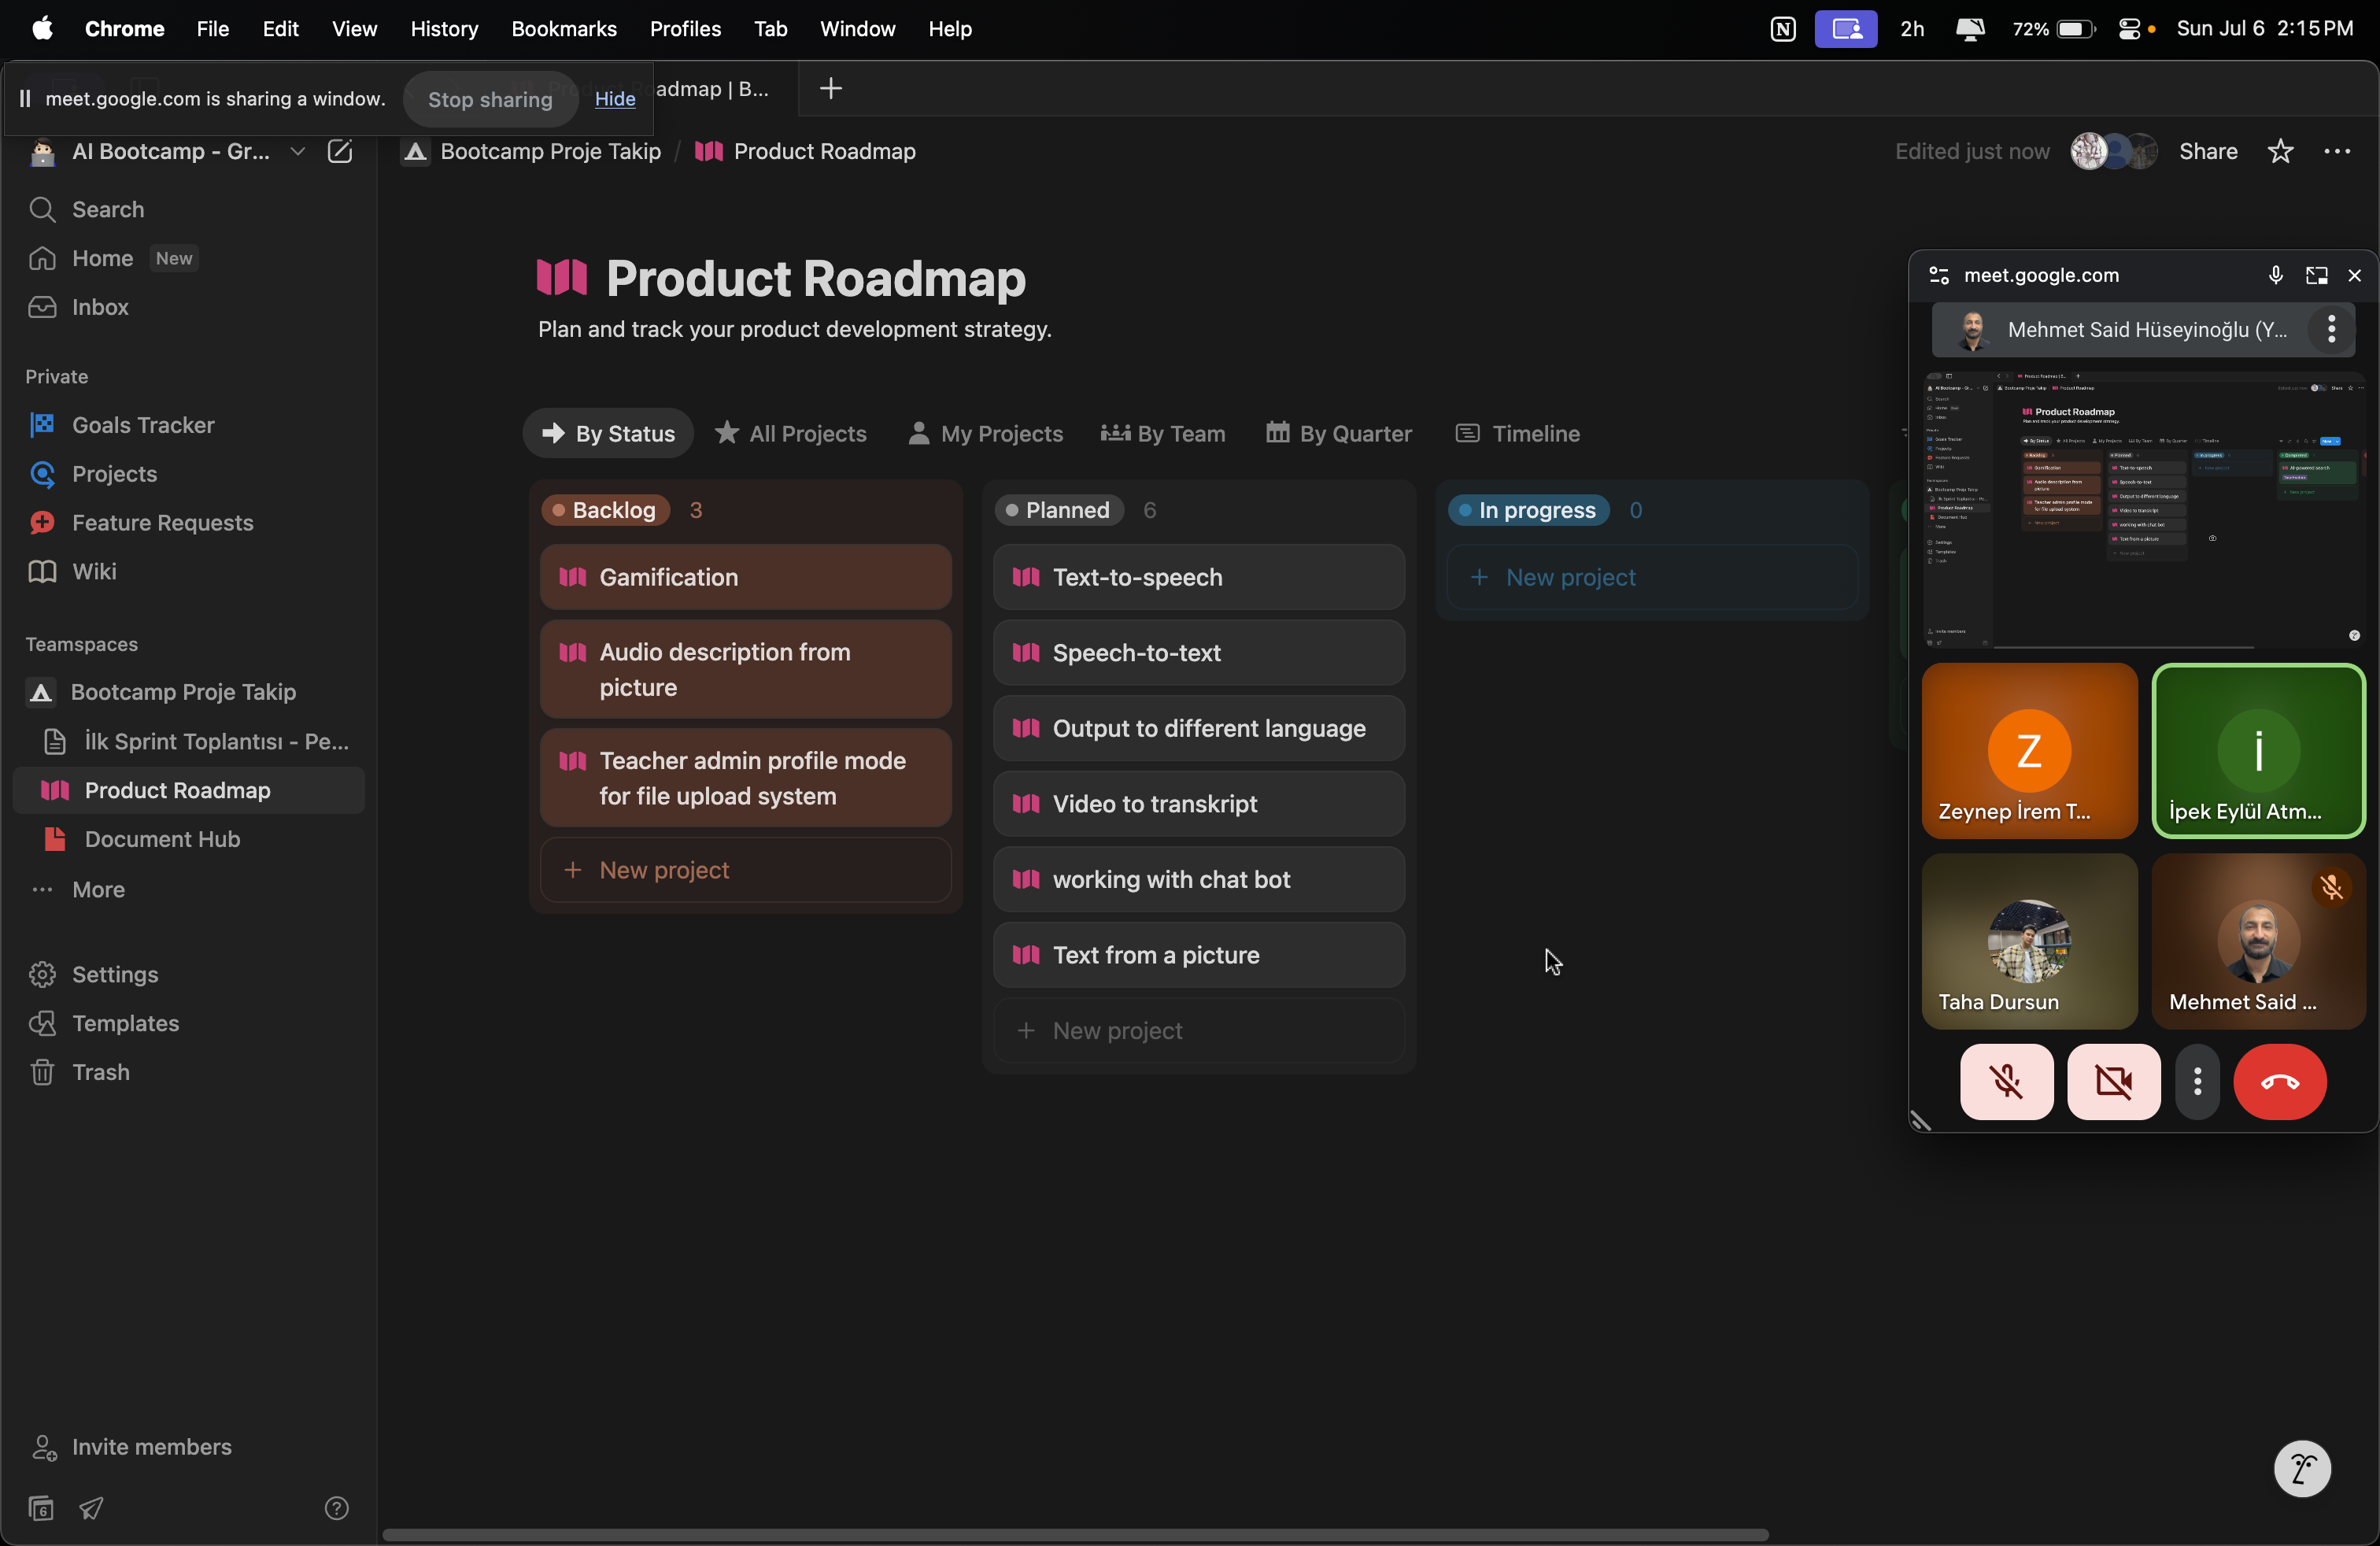 Chrome File Edit View History Bookmarks Profiles Tab Window Help
2h 72% Sun Jul 6 2:15 PM
meet.google.com is sharing a window. Stop sharing Hide
admap | B...
AI Bootcamp - Gr...
Search
Home New
Inbox
Private
Goals Tracker
Projects
Feature Requests
Wiki
Teamspaces
Bootcamp Proje Takip
İlk Sprint Toplantısı - Pe...
Product Roadmap
Document Hub
More
Settings
Templates
Trash
Invite members
6
Bootcamp Proje Takip / Product Roadmap
Edited just now Share
Product Roadmap
Plan and track your product development strategy.
By Status All Projects My Projects By Team By Quarter Timeline
Backlog 3
Gamification
Audio description from
picture
Teacher admin profile mode
for file upload system
+ New project
Planned 6
Text-to-speech
Speech-to-text
Output to different language
Video to transkript
working with chat bot
Text from a picture
+ New project
In progress 0
+ New project
meet.google.com
Mehmet Said Hüseyinoğlu (Y...
Z
Zeynep İrem T...
İ
İpek Eylül Atm...
Taha Dursun
Mehmet Said ...